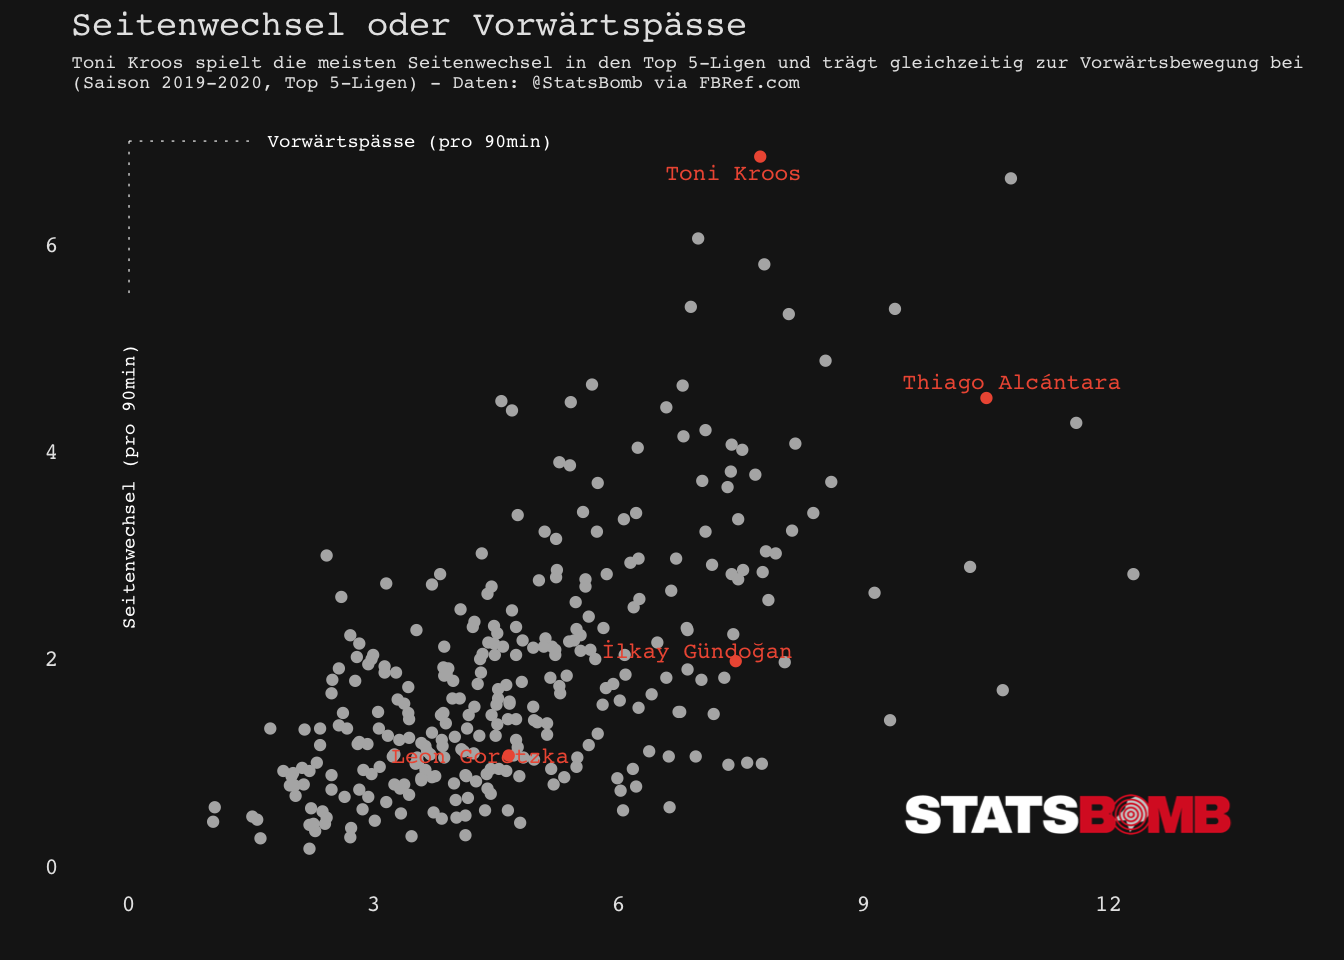 Seitenwechsel oder Vorwärtspässe
Toni Kroos spielt die meisten Seitenwechsel in den Top 5-Ligen und trägt gleichzeitig zur Vorwärtsbewegung bei
(Saison 2019-2020, Top 5-Ligen) - Daten: @StatsBomb via FBRef.com
Vorwärtspässe (pro 90min)
Toni Kroos
6
Seitenwechsel (pro 90min)
Thiago Alcántara
4
İlkay Gündoğan
2
Leon Goretzka
STATSBOMB
0
0 3 6 9 12